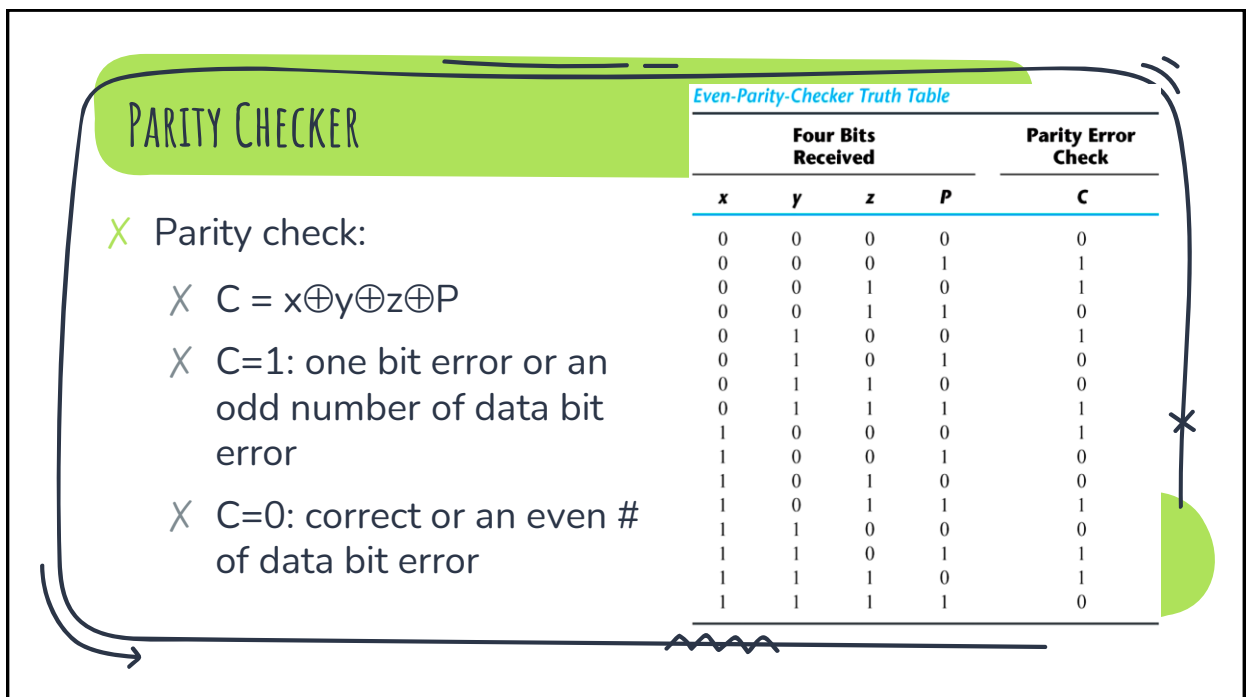 PARITY CHECKER
Parity check:
C = x⊕y⊕z⊕P
C=1: one bit error or an
odd number of data bit
error
C=0: correct or an even #
of data bit error
Even-Parity-Checker Truth Table
Four Bits
Received
Parity Error
Check
x y z P C
0 0 0 0 0
0 0 0 1 1
0 0 1 0 1
0 0 1 1 0
0 1 0 0 1
0 1 0 1 0
0 1 1 0 0
0 1 1 1 1
1 0 0 0 1
1 0 0 1 0
1 0 1 0 0
1 0 1 1 1
1 1 0 0 0
1 1 0 1 1
1 1 1 0 1
1 1 1 1 0